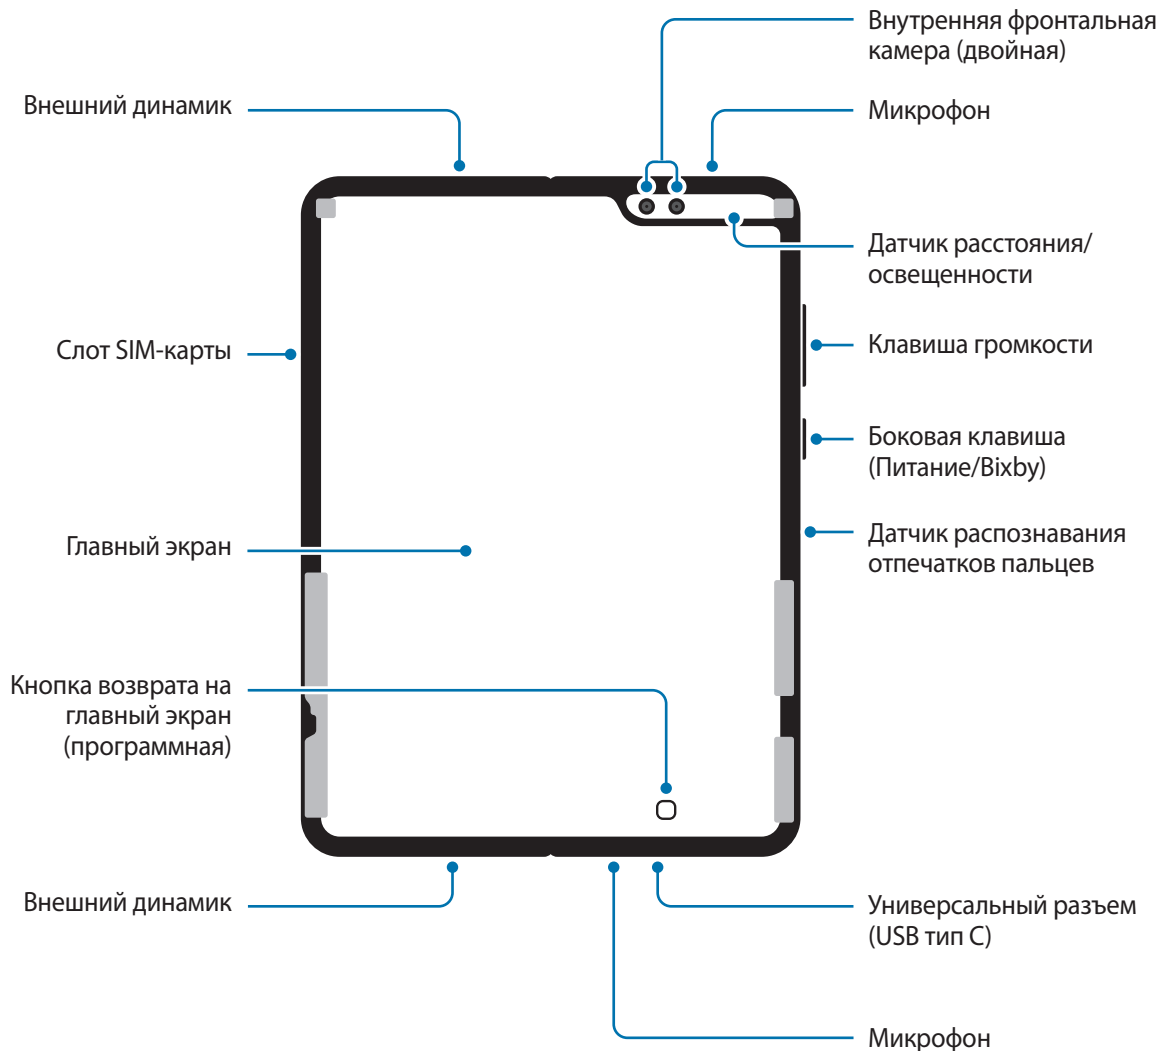 Внутренняя фронтальная
камера (двойная)
Внешний динамик
Микрофон
Датчик расстояния/
освещенности
Слот SIM-карты
Клавиша громкости
Боковая клавиша
(Питание/Bixby)
Главный экран
Датчик распознавания
отпечатков пальцев
Кнопка возврата на
главный экран
(программная)
Внешний динамик
Универсальный разъем
(USB тип C)
Микрофон